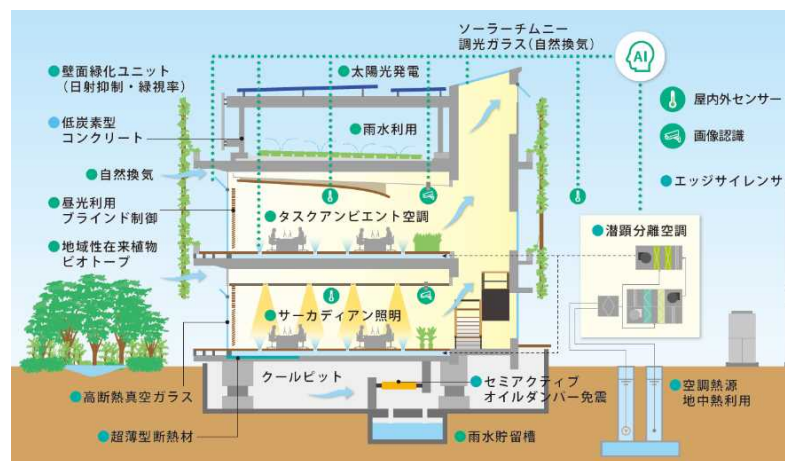 ソーラーチムニー
調光ガラス(自然換気)
AI
壁面緑化ユニット
(日射抑制・緑視率)
太陽光発電
屋内外センサー
低炭素型
コンクリート
雨水利用
画像認識
自然換気
エッジサイレンサ
昼光利用
ブラインド制御
タスクアンビエント空調
潜顕分離空調
地域性在来植物
ビオトープ
サーカディアン照明
クールピット
高断熱真空ガラス
セミアクティブ
オイルダンパー免震
空調熱源
地中熱利用
超薄型断熱材
雨水貯留槽